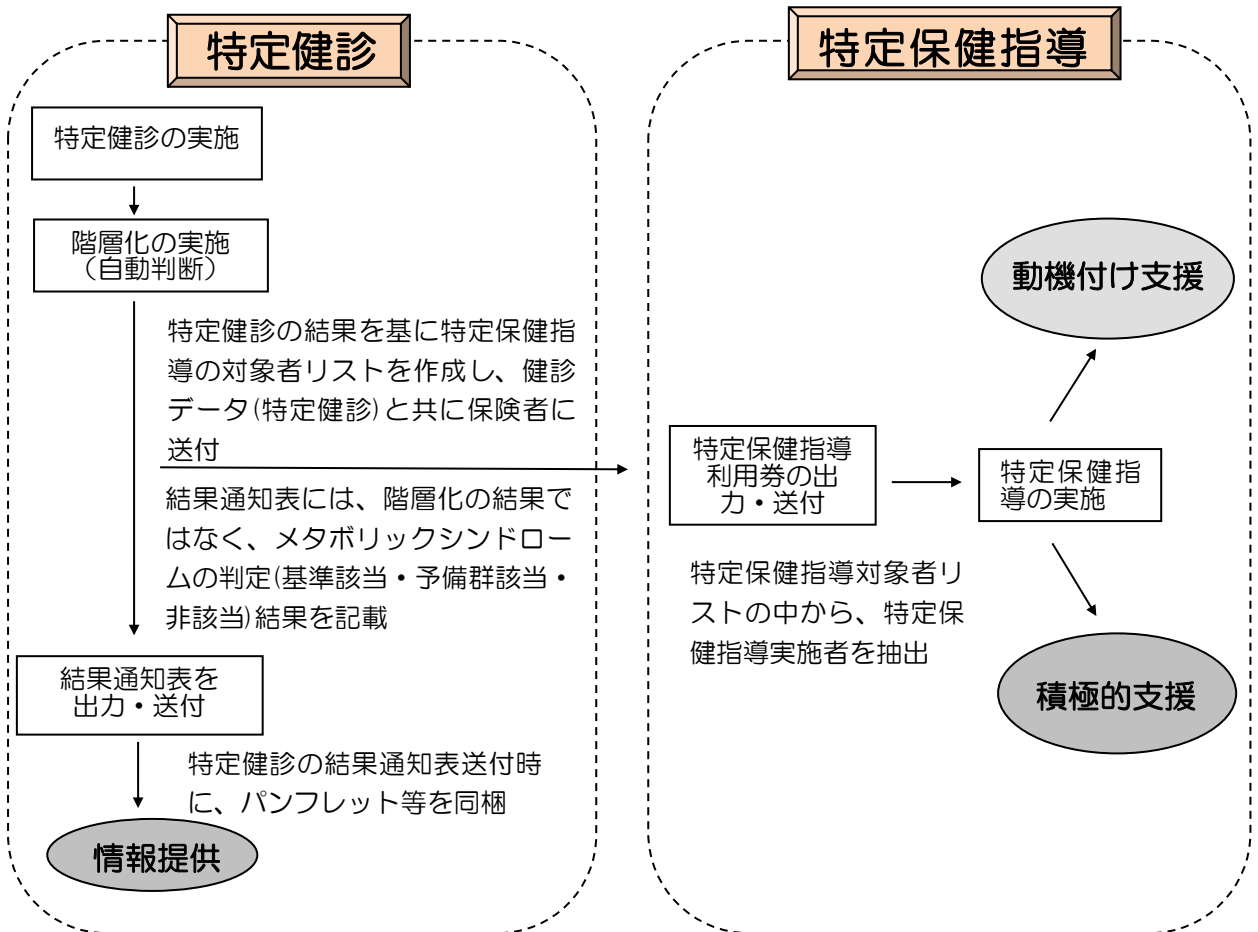 特定健診
特定健診の実施
階層化の実施
(自動判断)
特定健診の結果を基に特定保健指
導の対象者リストを作成し、健診
データ(特定健診)と共に保険者に
送付
結果通知表には、階層化の結果で
はなく、メタボリックシンドロー
ムの判定(基準該当・予備群該当・
非該当)結果を記載
結果通知表を
出力・送付
特定健診の結果通知表送付時
に、パンフレット等を同梱
情報提供
特定保健指導
特定保健指導
利用券の出
力・送付
特定保健指導対象者リ
ストの中から、特定保
健指導実施者を抽出
特定保健指
導の実施
動機付け支援
積極的支援